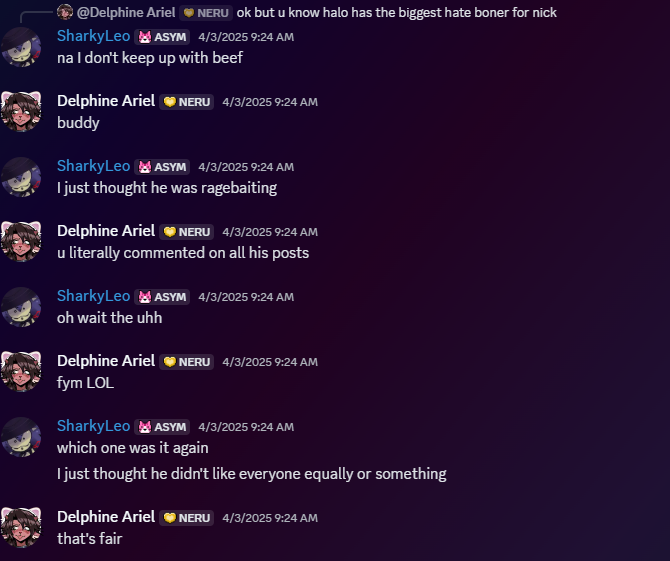 @Delphine Ariel NERU ok but u know halo has the biggest hate boner for nick
SharkyLeo ASYM 4/3/2025 9:24 AM
na I don't keep up with beef
Delphine Ariel NERU 4/3/2025 9:24 AM
buddy
SharkyLeo ASYM 4/3/2025 9:24 AM
I just thought he was ragebaiting
Delphine Ariel NERU 4/3/2025 9:24 AM
u literally commented on all his posts
SharkyLeo ASYM 4/3/2025 9:24 AM
oh wait the uhh
Delphine Ariel NERU 4/3/2025 9:24 AM
fym LOL
SharkyLeo ASYM 4/3/2025 9:24 AM
which one was it again
I just thought he didn't like everyone equally or something
Delphine Ariel NERU 4/3/2025 9:24 AM
that's fair